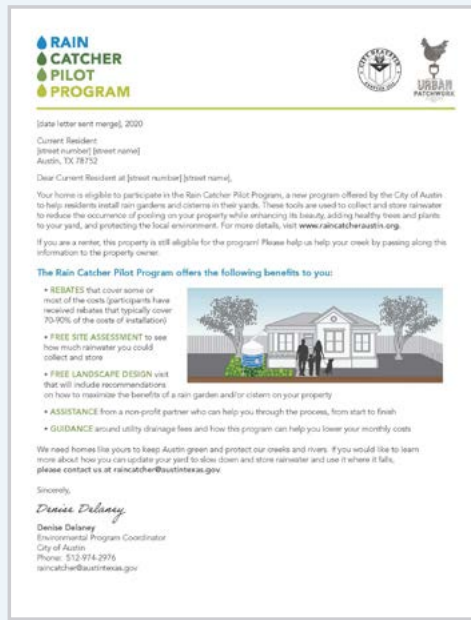 RAIN
CATCHER
PILOT
PROGRAM
URBAN
PATCHWORK
[date letter sent merge], 2020
Current Resident
[street number] [street name]
Austin, TX 78752
Dear Current Resident at [street number] [street name],
Your home is eligible to participate in the Rain Catcher Pilot Program, a new program offered by the City of Austin
to help residents install rain gardens and cisterns in their yards. These tools are used to collect and store rainwater
to reduce the occurrence of pooling on your property while enhancing its beauty, adding healthy trees and plants
to your yard, and protecting the local environment. For more details, visit www.raincatcheraustin.org.
If you are a renter, this property is still eligible for the program! Please help us help your creek by passing along this
information to the property owner.
The Rain Catcher Pilot Program offers the following benefits to you:
• REBATES that cover some or
most of the costs (participants have
received rebates that typically cover
70-90% of the costs of installation)
• FREE SITE ASSESSMENT to see
how much rainwater you could
collect and store
• FREE LANDSCAPE DESIGN visit
that will include recommendations
on how to maximize the benefits of a rain garden and/or cistern on your property
• ASSISTANCE from a non-profit partner who can help you through the process, from start to finish
• GUIDANCE around utility drainage fees and how this program can help you lower your monthly costs
We need homes like yours to keep Austin green and protect our creeks and rivers. If you would like to learn
more about how you can update your yard to slow down and store rainwater and use it where it falls,
please contact us at raincatcher@austintexas.gov.
Sincerely,
Denise Delaney
Denise Delaney
Environmental Program Coordinator
City of Austin
Phone: 512-974-2976
raincatcher@austintexas.gov